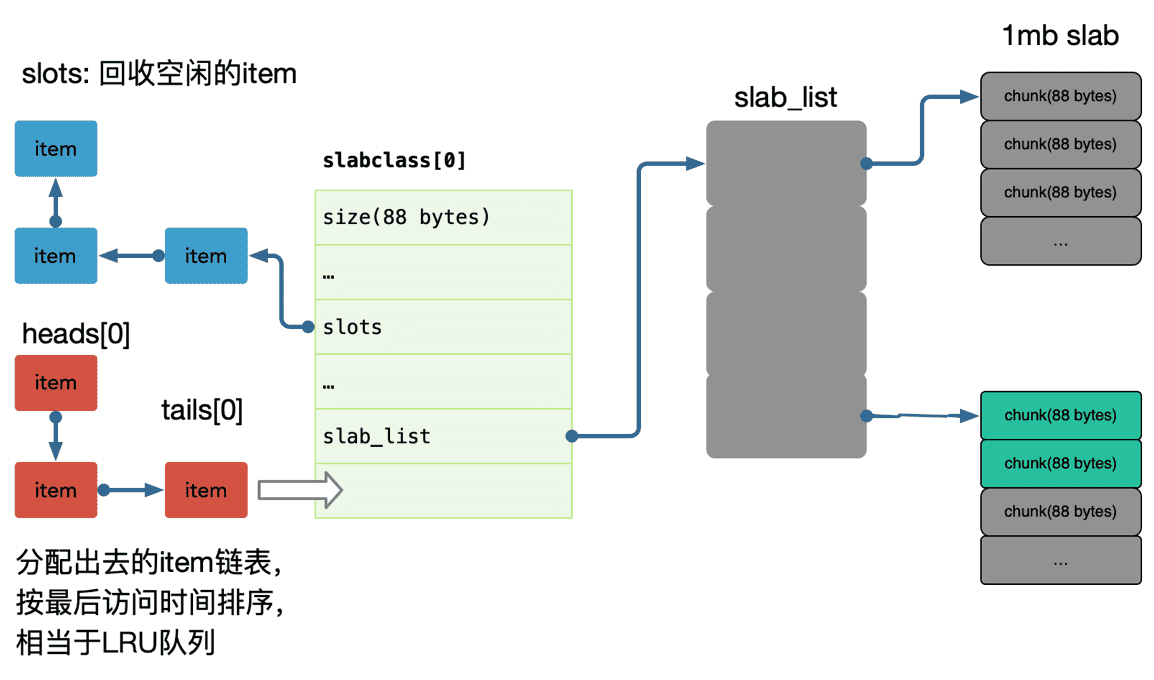 slots: 回收空闲的item
item
item
item
heads[0]
item
tails[0]
item
item
分配出去的item链表，
按最后访问时间排序，
相当于LRU队列
slabclass[0]
size(88 bytes)
…
slots
…
slab_list
slab_list
1mb slab
chunk(88 bytes)
chunk(88 bytes)
chunk(88 bytes)
...
chunk(88 bytes)
chunk(88 bytes)
chunk(88 bytes)
...